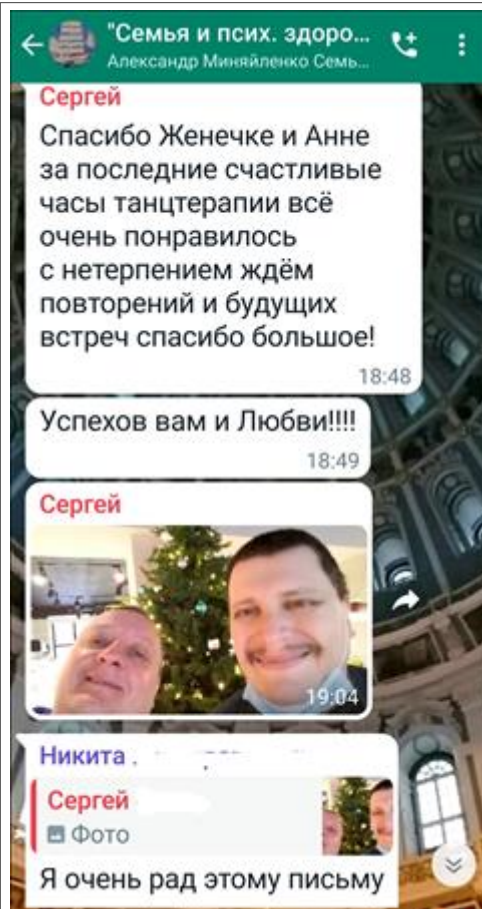 "Семья и псих. здоро...
Александр Миняйленко Семь...
Сергей
Спасибо Женечке и Анне
за последние счастливые
часы танцтерапии всё
очень понравилось
с нетерпением ждём
повторений и будущих
встреч спасибо большое!
18:48
Успехов вам и Любви!!!!
18:49
Сергей
19:04
Никита
Сергей
Фото
Я очень рад этому письму